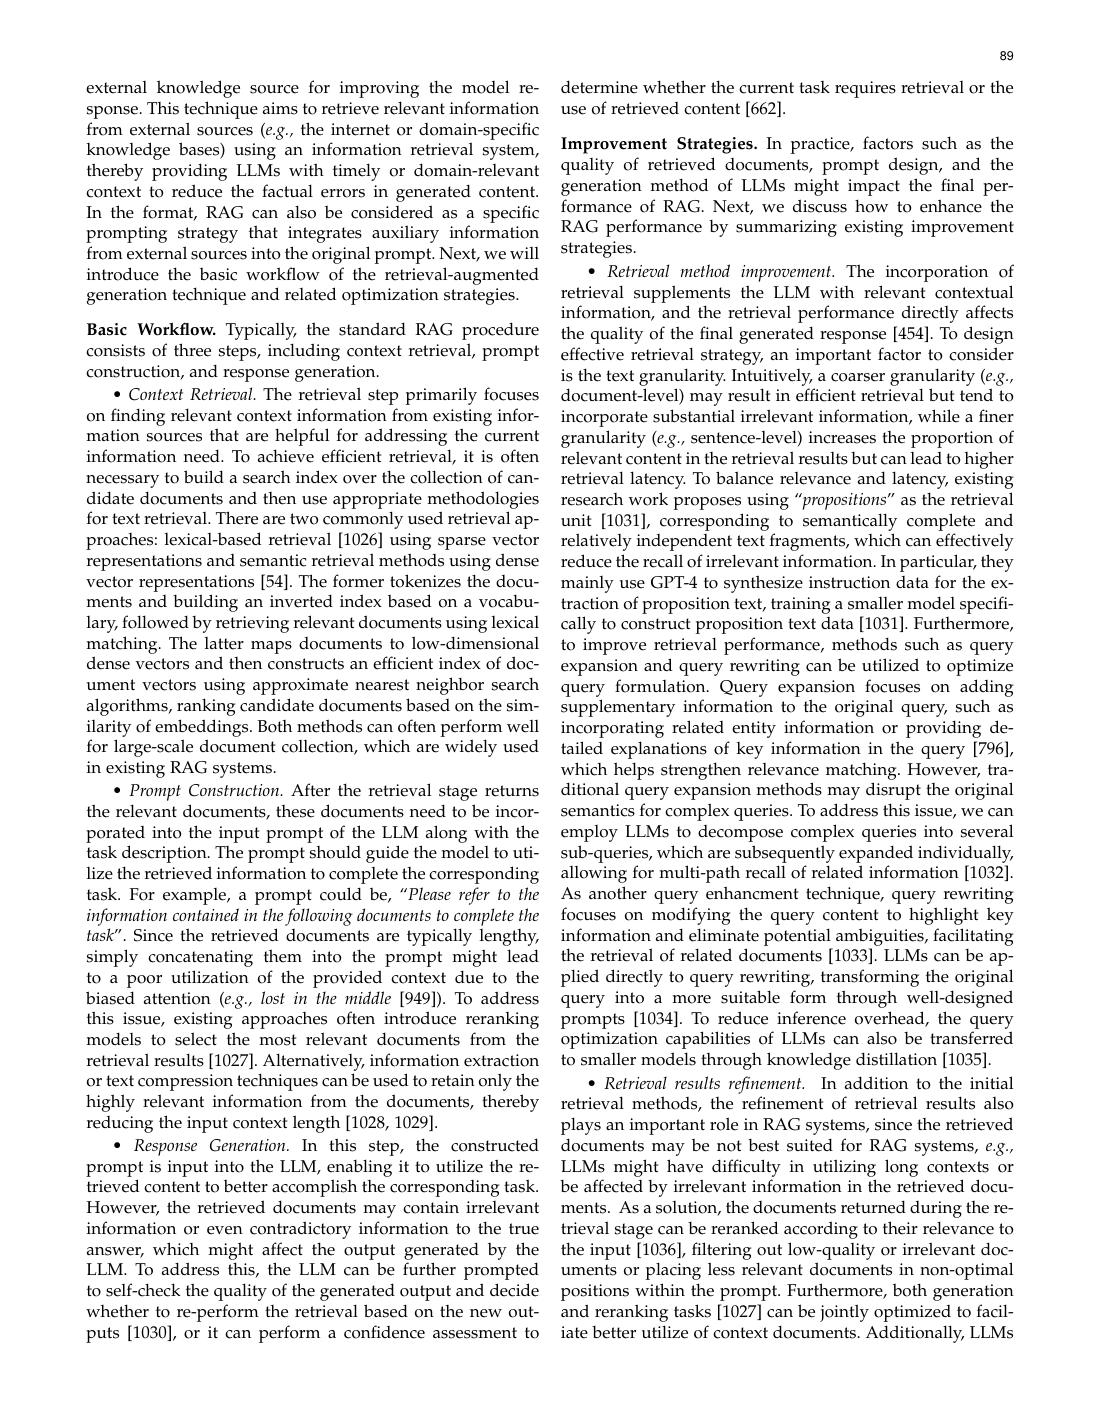 89
external knowledge source for improving the model re-
sponse. This technique aims to retrieve relevant information
from external sources (e.g., the internet or domain-specific
knowledge bases) using an information retrieval system,
thereby providing LLMs with timely or domain-relevant
context to reduce the factual errors in generated content.
In the format, RAG can also be considered as a specific
prompting strategy that integrates auxiliary information
from external sources into the original prompt. Next, we will
introduce the basic workflow of the retrieval-augmented
generation technique and related optimization strategies.
Basic Workflow. Typically, the standard RAG procedure
consists of three steps, including context retrieval, prompt
construction, and response generation.
• Context Retrieval. The retrieval step primarily focuses
on finding relevant context information from existing infor-
mation sources that are helpful for addressing the current
information need. To achieve efficient retrieval, it is often
necessary to build a search index over the collection of can-
didate documents and then use appropriate methodologies
for text retrieval. There are two commonly used retrieval ap-
proaches: lexical-based retrieval [1026] using sparse vector
representations and semantic retrieval methods using dense
vector representations [54]. The former tokenizes the docu-
ments and building an inverted index based on a vocabu-
lary, followed by retrieving relevant documents using lexical
matching. The latter maps documents to low-dimensional
dense vectors and then constructs an efficient index of doc-
ument vectors using approximate nearest neighbor search
algorithms, ranking candidate documents based on the sim-
ilarity of embeddings. Both methods can often perform well
for large-scale document collection, which are widely used
in existing RAG systems.
• Prompt Construction. After the retrieval stage returns
the relevant documents, these documents need to be incor-
porated into the input prompt of the LLM along with the
task description. The prompt should guide the model to uti-
lize the retrieved information to complete the corresponding
task. For example, a prompt could be, “Please refer to the
information contained in the following documents to complete the
task”. Since the retrieved documents are typically lengthy,
simply concatenating them into the prompt might lead
to a poor utilization of the provided context due to the
biased attention (e.g., lost in the middle [949]). To address
this issue, existing approaches often introduce reranking
models to select the most relevant documents from the
retrieval results [1027]. Alternatively, information extraction
or text compression techniques can be used to retain only the
highly relevant information from the documents, thereby
reducing the input context length [1028, 1029].
• Response Generation. In this step, the constructed
prompt is input into the LLM, enabling it to utilize the re-
trieved content to better accomplish the corresponding task.
However, the retrieved documents may contain irrelevant
information or even contradictory information to the true
answer, which might affect the output generated by the
LLM. To address this, the LLM can be further prompted
to self-check the quality of the generated output and decide
whether to re-perform the retrieval based on the new out-
puts [1030], or it can perform a confidence assessment to
determine whether the current task requires retrieval or the
use of retrieved content [662].
Improvement Strategies. In practice, factors such as the
quality of retrieved documents, prompt design, and the
generation method of LLMs might impact the final per-
formance of RAG. Next, we discuss how to enhance the
RAG performance by summarizing existing improvement
strategies.
• Retrieval method improvement. The incorporation of
retrieval supplements the LLM with relevant contextual
information, and the retrieval performance directly affects
the quality of the final generated response [454]. To design
effective retrieval strategy, an important factor to consider
is the text granularity. Intuitively, a coarser granularity (e.g.,
document-level) may result in efficient retrieval but tend to
incorporate substantial irrelevant information, while a finer
granularity (e.g., sentence-level) increases the proportion of
relevant content in the retrieval results but can lead to higher
retrieval latency. To balance relevance and latency, existing
research work proposes using “propositions” as the retrieval
unit [1031], corresponding to semantically complete and
relatively independent text fragments, which can effectively
reduce the recall of irrelevant information. In particular, they
mainly use GPT-4 to synthesize instruction data for the ex-
traction of proposition text, training a smaller model specifi-
cally to construct proposition text data [1031]. Furthermore,
to improve retrieval performance, methods such as query
expansion and query rewriting can be utilized to optimize
query formulation. Query expansion focuses on adding
supplementary information to the original query, such as
incorporating related entity information or providing de-
tailed explanations of key information in the query [796],
which helps strengthen relevance matching. However, tra-
ditional query expansion methods may disrupt the original
semantics for complex queries. To address this issue, we can
employ LLMs to decompose complex queries into several
sub-queries, which are subsequently expanded individually,
allowing for multi-path recall of related information [1032].
As another query enhancment technique, query rewriting
focuses on modifying the query content to highlight key
information and eliminate potential ambiguities, facilitating
the retrieval of related documents [1033]. LLMs can be ap-
plied directly to query rewriting, transforming the original
query into a more suitable form through well-designed
prompts [1034]. To reduce inference overhead, the query
optimization capabilities of LLMs can also be transferred
to smaller models through knowledge distillation [1035].
• Retrieval results refinement. In addition to the initial
retrieval methods, the refinement of retrieval results also
plays an important role in RAG systems, since the retrieved
documents may be not best suited for RAG systems, e.g.,
LLMs might have difficulty in utilizing long contexts or
be affected by irrelevant information in the retrieved docu-
ments. As a solution, the documents returned during the re-
trieval stage can be reranked according to their relevance to
the input [1036], filtering out low-quality or irrelevant doc-
uments or placing less relevant documents in non-optimal
positions within the prompt. Furthermore, both generation
and reranking tasks [1027] can be jointly optimized to facil-
iate better utilize of context documents. Additionally, LLMs